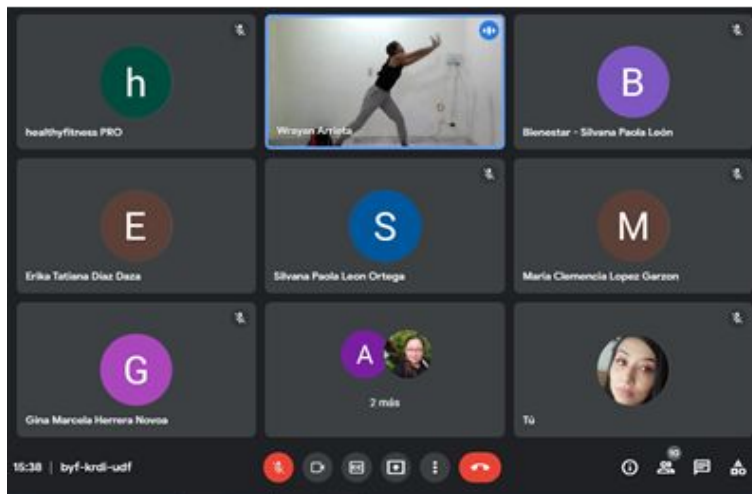 h
healthyfitness PRO
Wrayan Arrieta
B
Bienestar - Silvana Paola León
E
Erika Tatiana Díaz Daza
S
Silvana Paola Leon Ortega
M
Maria Clemencia Lopez Garzon
G
Gina Marcela Herrera Novoa
A
2 más
Tú
15:38 | byf-krdi-udf
10